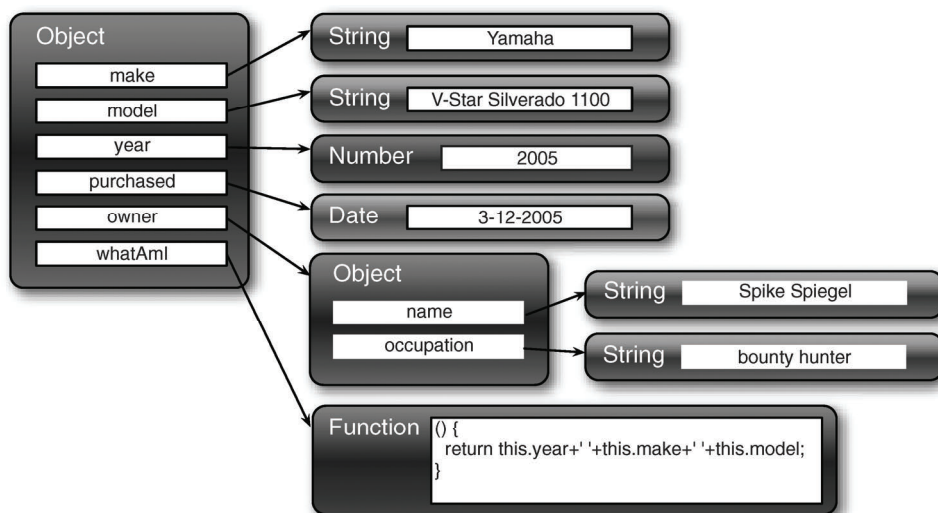 Object
make
model
year
purchased
owner
whatAmI
String Yamaha
String V-Star Silverado 1100
Number 2005
Date 3-12-2005
Object
name
occupation
String Spike Spiegel
String bounty hunter
Function
() {
return this.year+' '+this.make+' '+this.model;
}